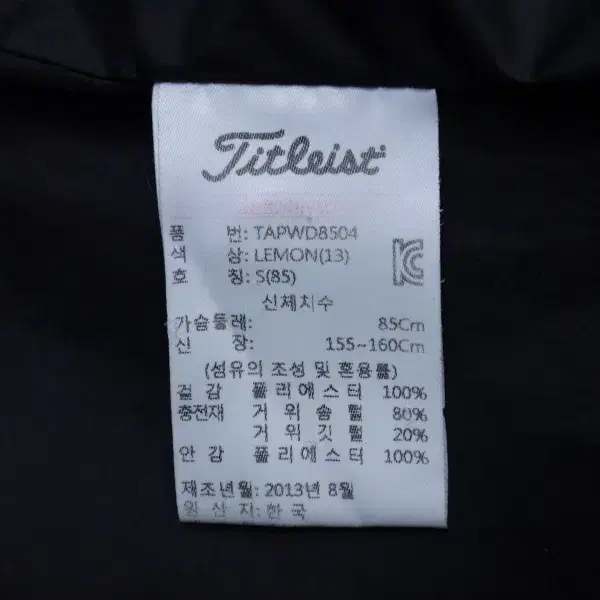 Titleist
품 번: TAPWD8504
색 상: LEMON(13)
호 칭: S(85)
신체치수
가슴둘레: 85Cm
신 장: 155~160Cm
(섬유의 조성 및 혼용률)
겉 감 폴리에스터 100%
충전재 거위솜털 80%
거위깃털 20%
안 감 폴리에스터 100%
제조년월: 2013년 8월
원 산 지: 한 국